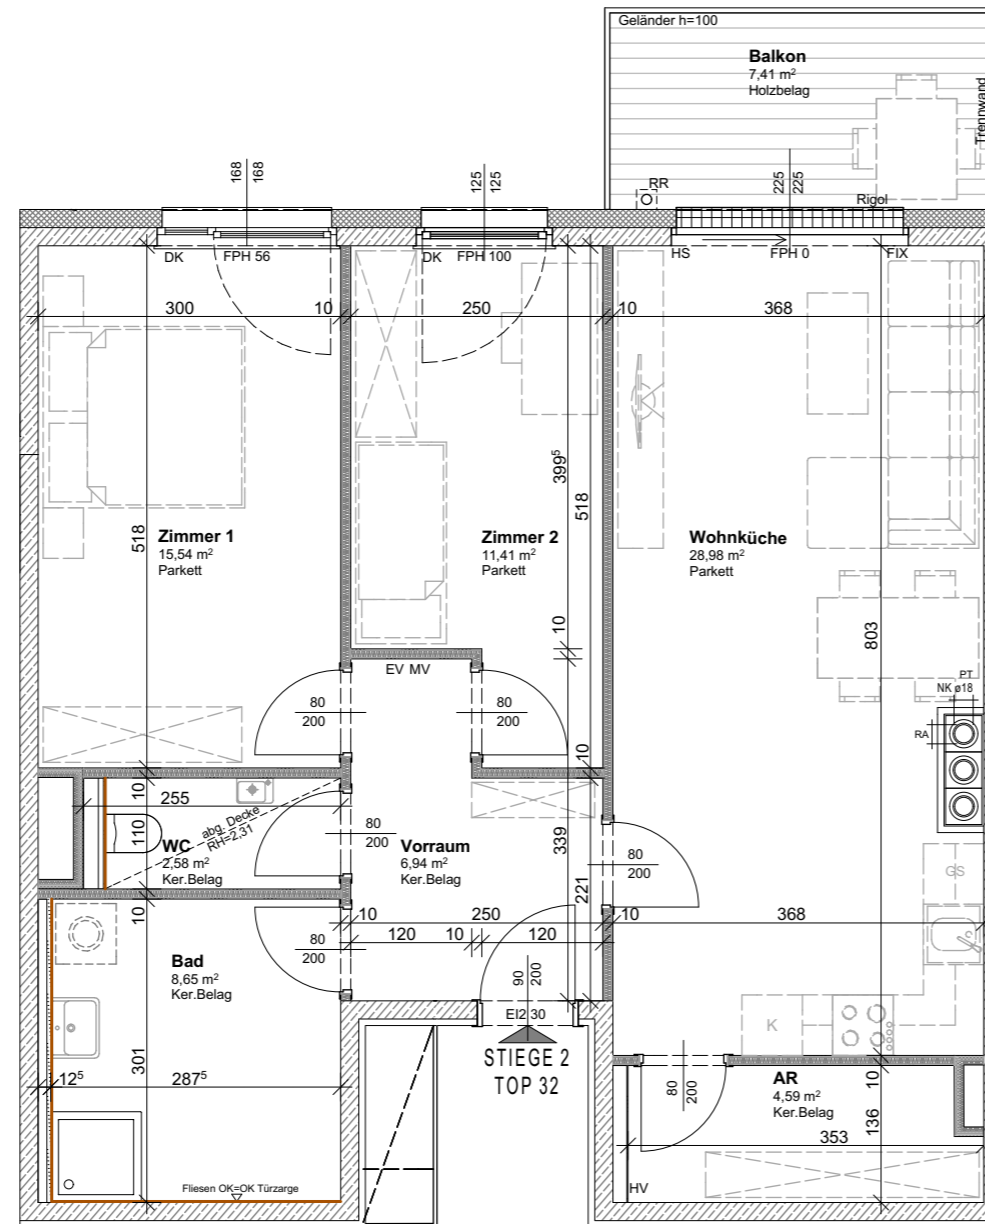 Geländer h=100
Balkon
7,41 m²
Holzbelag
Trennwand
168
168
125
125
225
225
RR
Rigol
DK
FPH 56
DK
FPH 100
HS
FPH 0
FIX
300
10
250
10
368
518
399⁵
518
Zimmer 1
15,54 m²
Parkett
Zimmer 2
11,41 m²
Parkett
Wohnküche
28,98 m²
Parkett
803
10
EV MV
80
200
80
200
PT
NK ø18
RA
10
10
255
110
abg. Decke
RH=2,31
WC
2,58 m²
Ker.Belag
80
200
Vorraum
6,94 m²
Ker.Belag
339
221
80
200
GS
10
10
250
10
368
120
10
120
80
200
Bad
8,65 m²
Ker.Belag
90
200
EI2 30
K
STIEGE 2
TOP 32
301
12⁵
287⁵
80
200
AR
4,59 m²
Ker.Belag
10
136
353
HV
Fliesen OK=OK Türzarge